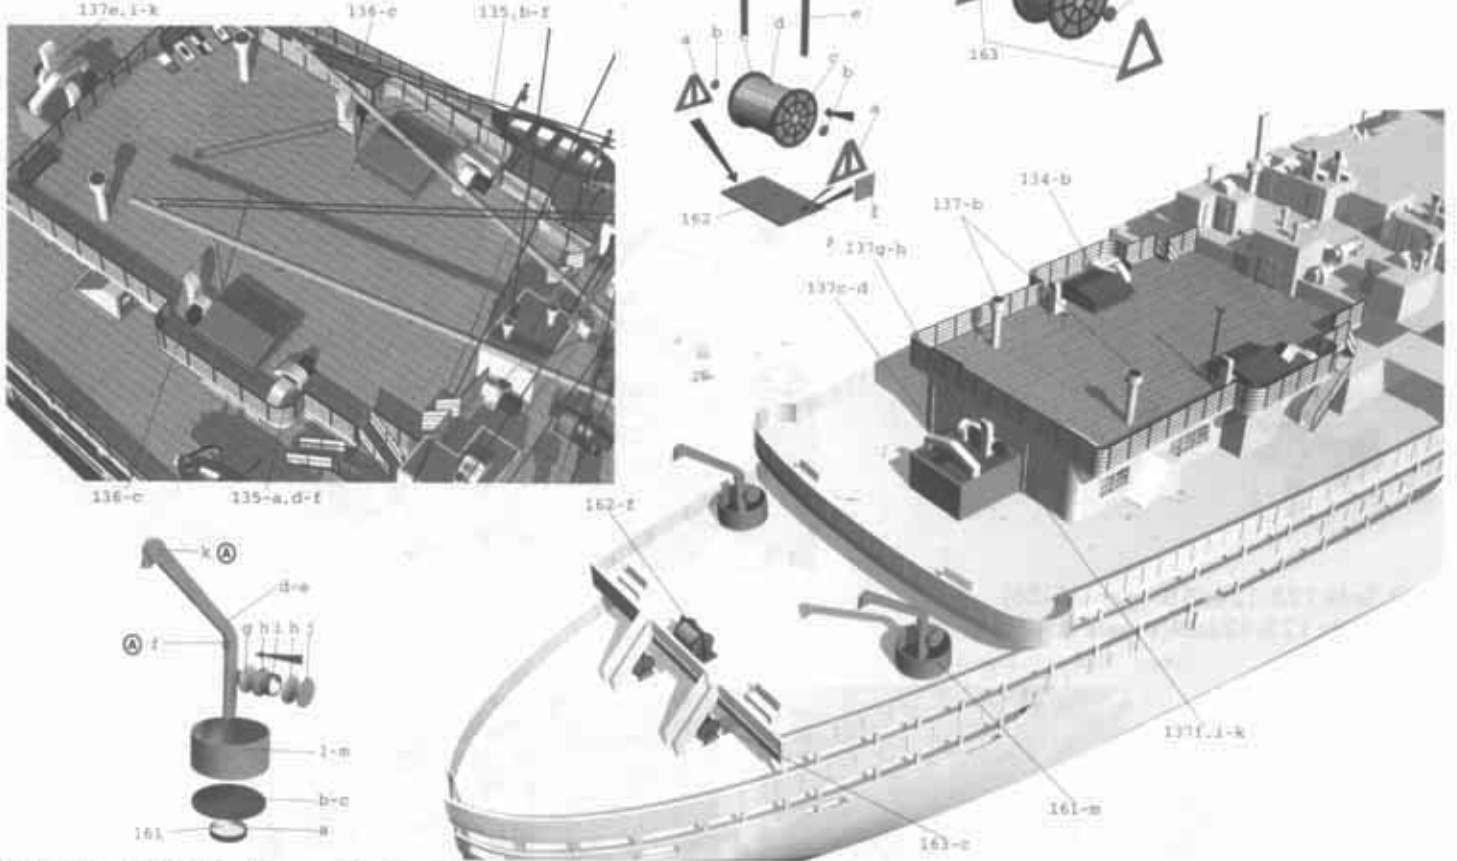 137e,i-k
136-c
135,b-f
136-c
135-a,d-f
e
d
c
a
b
c
b
a
162
f
163
134-b
137-b
137g-h
137c-d
162-f
k Ⓐ
d-e
Ⓐ f
g h i h j
l-m
b-c
161
a
137f,i-k
161-m
163-c